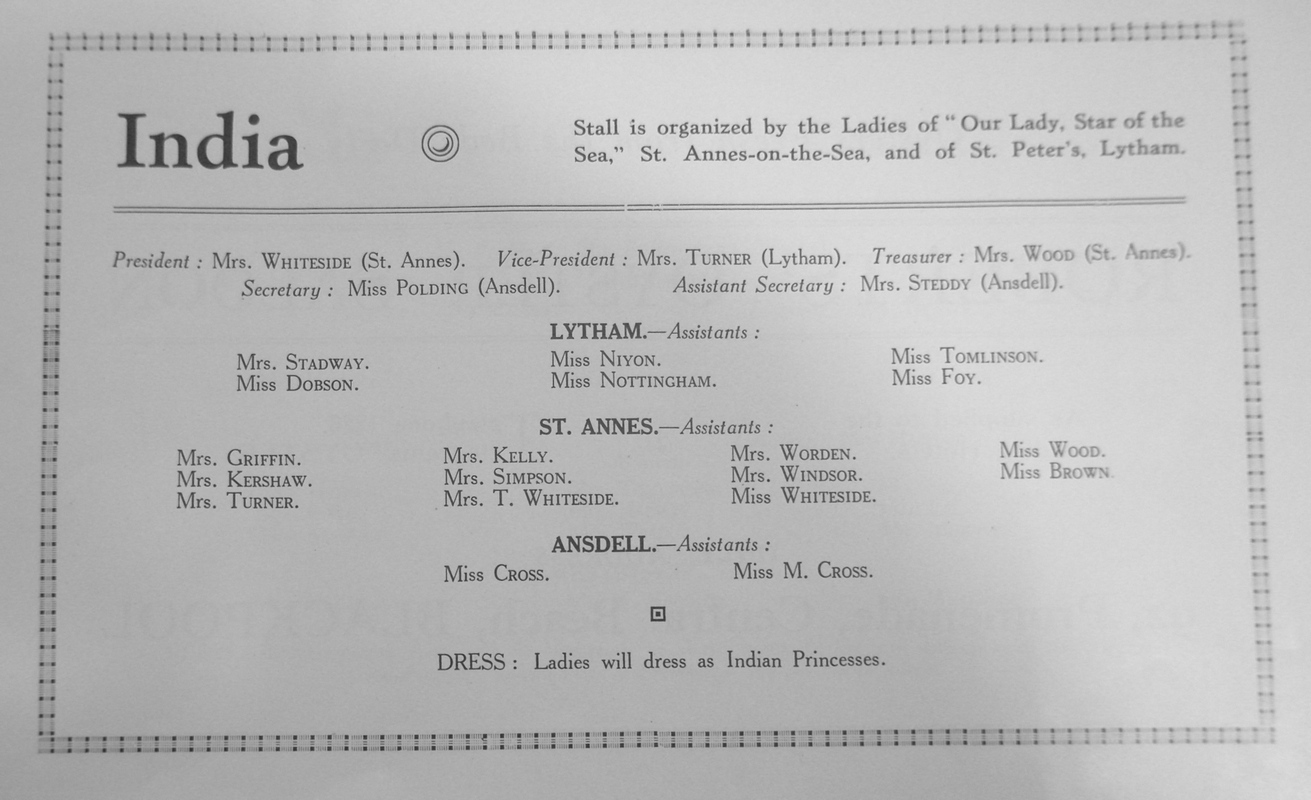 India
Stall is organized by the Ladies of "Our Lady, Star of the
Sea," St. Annes-on-the-Sea, and of St. Peter's, Lytham.
President : Mrs. WHITESIDE (St. Annes). Vice-President : Mrs. TURNER (Lytham). Treasurer : Mrs. WOOD (St. Annes).
Secretary : Miss POLDING (Ansdell). Assistant Secretary : Mrs. STEDDY (Ansdell).
LYTHAM.—Assistants :
Mrs. STADWAY. Miss NIYON. Miss TOMLINSON.
Miss DOBSON. Miss NOTTINGHAM. Miss FOY.
ST. ANNES.—Assistants :
Mrs. GRIFFIN. Mrs. KELLY. Mrs. WORDEN. Miss WOOD.
Mrs. KERSHAW. Mrs. SIMPSON. Mrs. WINDSOR. Miss BROWN.
Mrs. TURNER. Mrs. T. WHITESIDE. Miss WHITESIDE.
ANSDELL.—Assistants :
Miss CROSS. Miss M. CROSS.
DRESS : Ladies will dress as Indian Princesses.